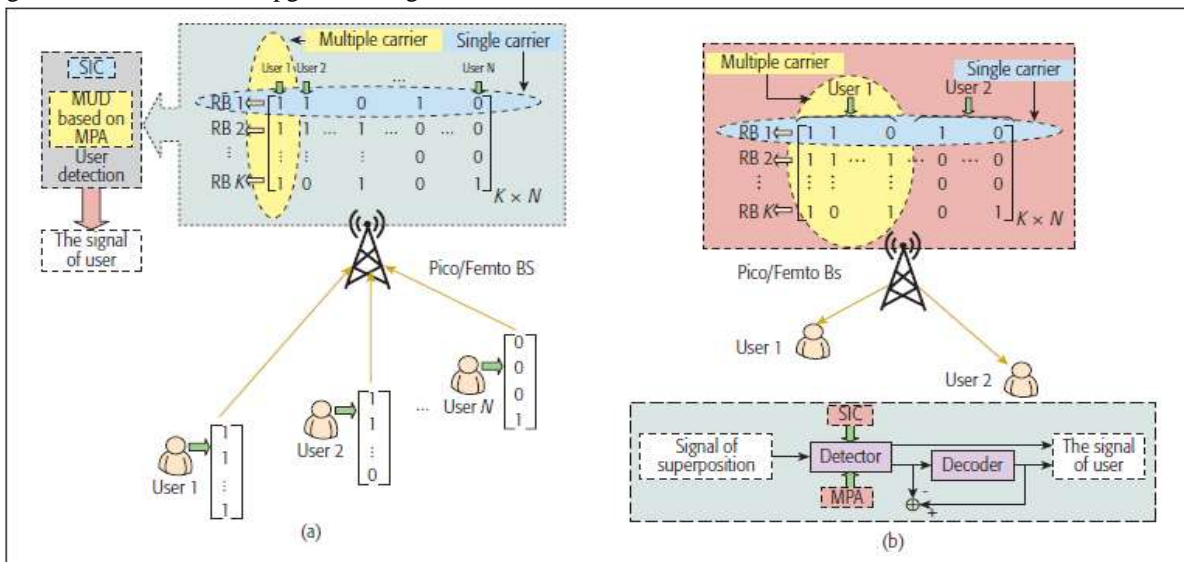 Multiple carrier
Single carrier
SIC
MUD
based on
MPA
User
detection
The signal
of user
User 1 User 2 ... User N
RB 1 1 1 0 1 0
RB 2 1 1 ... 1 ... 0 ... 0
⋮ ⋮ ⋮ ⋮ 0 0
RB K 1 0 1 0 1
K × N
Pico/Femto BS
User 1
1
1
⋮
1
User 2
1
1
⋮
0
...
User N
0
0
0
1
(a)
Multiple carrier
Single carrier
User 1
User 2
RB 1 1 1 0 1 0
RB 2 1 1 ... 1 ... 0 ... 0
⋮ ⋮ ⋮ ⋮ 0 0
RB K 1 0 1 0 1
K × N
Pico/Femto Bs
User 1
User 2
SIC
Signal of
superposition
Detector
Decoder
The signal
of user
MPA
-
+
(b)